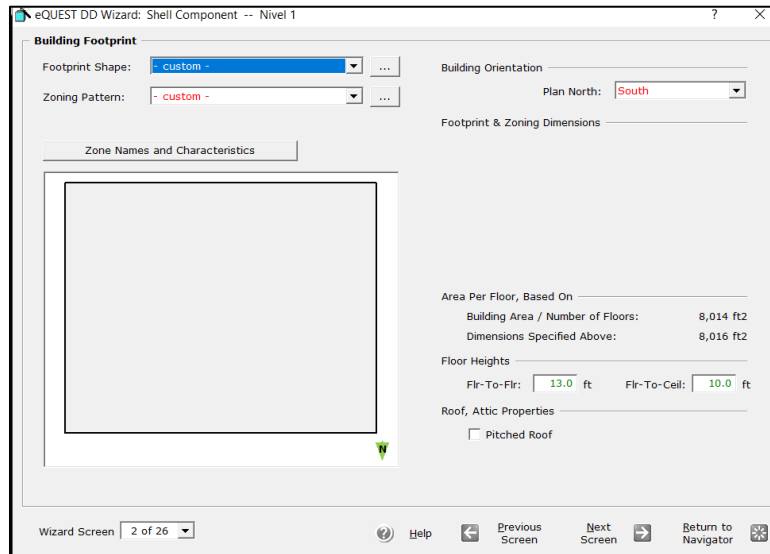 eQUEST DD Wizard: Shell Component -- Nivel 1
?
Building Footprint
Footprint Shape: - custom - ...
Zoning Pattern: - custom - ...
Zone Names and Characteristics
N
Building Orientation
Plan North: South
Footprint & Zoning Dimensions
Area Per Floor, Based On
Building Area / Number of Floors: 8,014 ft2
Dimensions Specified Above: 8,016 ft2
Floor Heights
Flr-To-Flr: 13.0 ft Flr-To-Ceil: 10.0 ft
Roof, Attic Properties
Pitched Roof
Wizard Screen 2 of 26
? Help
Previous
Screen
Next
Screen
Return to
Navigator